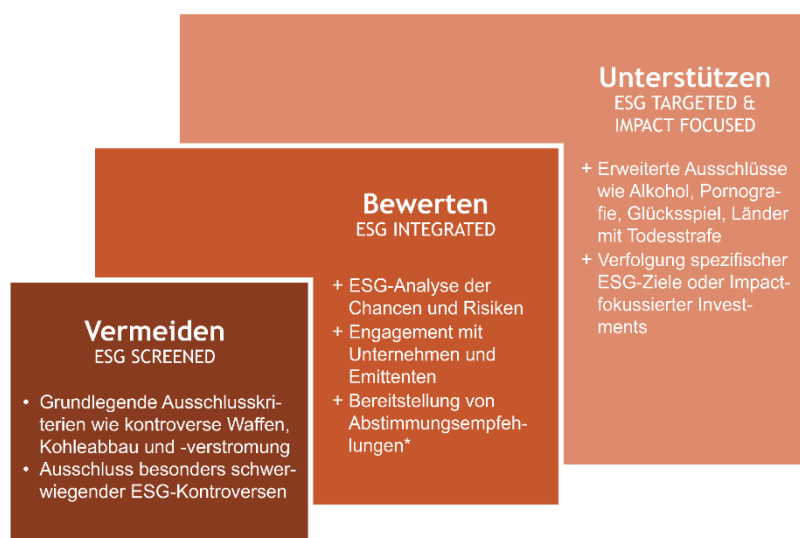 Vermeiden
ESG SCREENED
• Grundlegende Ausschlusskri-
terien wie kontroverse Waffen,
Kohleabbau und -verstromung
• Ausschluss besonders schwer-
wiegender ESG-Kontroversen
Bewerten
ESG INTEGRATED
+ ESG-Analyse der
Chancen und Risiken
+ Engagement mit
Unternehmen und
Emittenten
+ Bereitstellung von
Abstimmungsempfeh-
lungen*
Unterstützen
ESG TARGETED &
IMPACT FOCUSED
+ Erweiterte Ausschlüsse
wie Alkohol, Pornogra-
fie, Glücksspiel, Länder
mit Todesstrafe
+ Verfolgung spezifischer
ESG-Ziele oder Impact-
fokussierter Invest-
ments